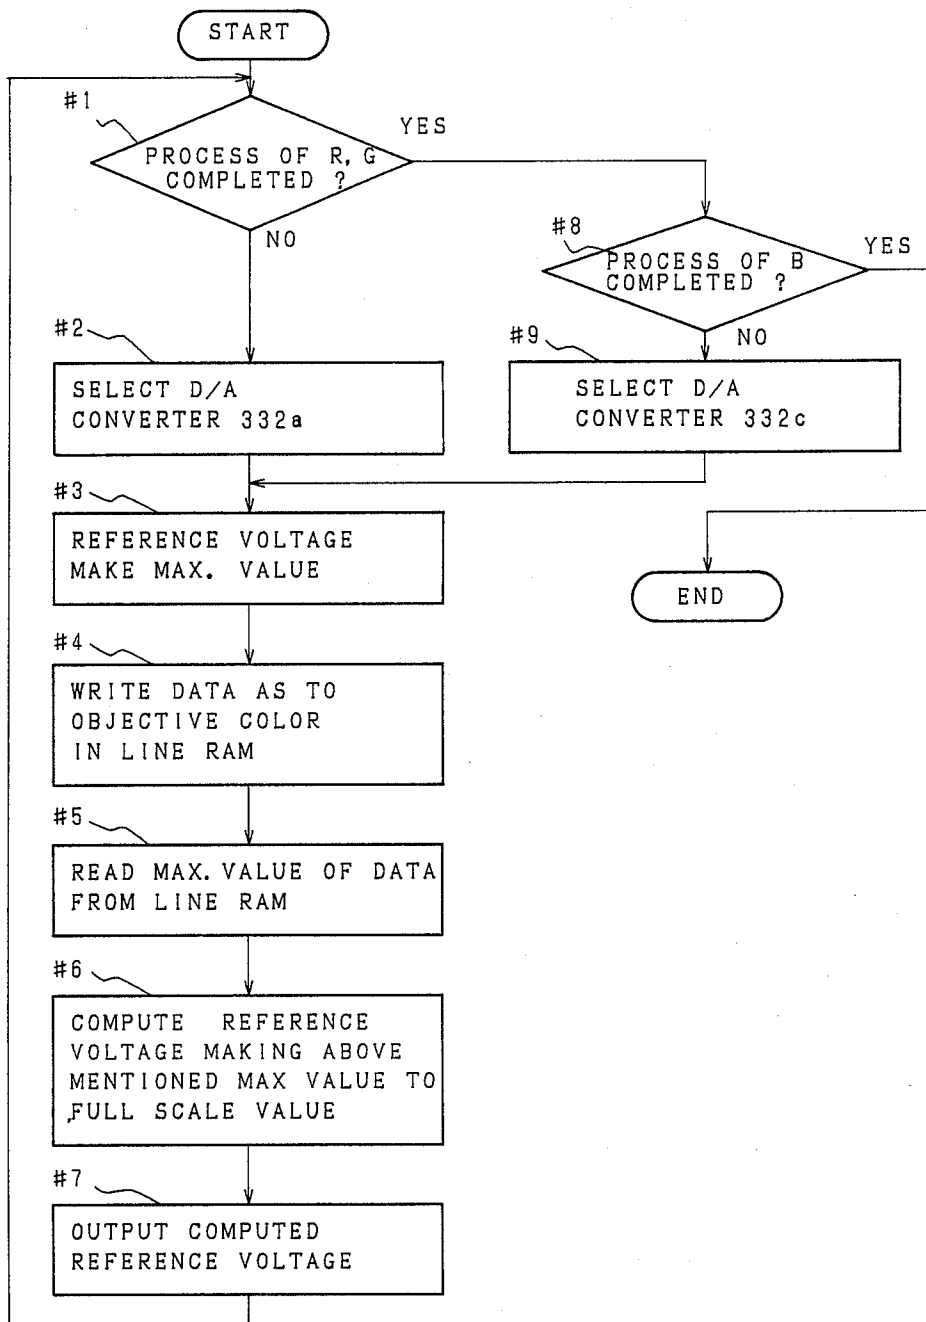 START
#1
YES
PROCESS OF R, G
COMPLETED ?
NO
#8
YES
PROCESS OF B
COMPLETED ?
NO
#2
SELECT D/A
CONVERTER 332a
#9
SELECT D/A
CONVERTER 332c
#3
REFERENCE VOLTAGE
MAKE MAX. VALUE
END
#4
WRITE DATA AS TO
OBJECTIVE COLOR
IN LINE RAM
#5
READ MAX. VALUE OF DATA
FROM LINE RAM
#6
COMPUTE REFERENCE
VOLTAGE MAKING ABOVE
MENTIONED MAX VALUE TO
FULL SCALE VALUE
#7
OUTPUT COMPUTED
REFERENCE VOLTAGE